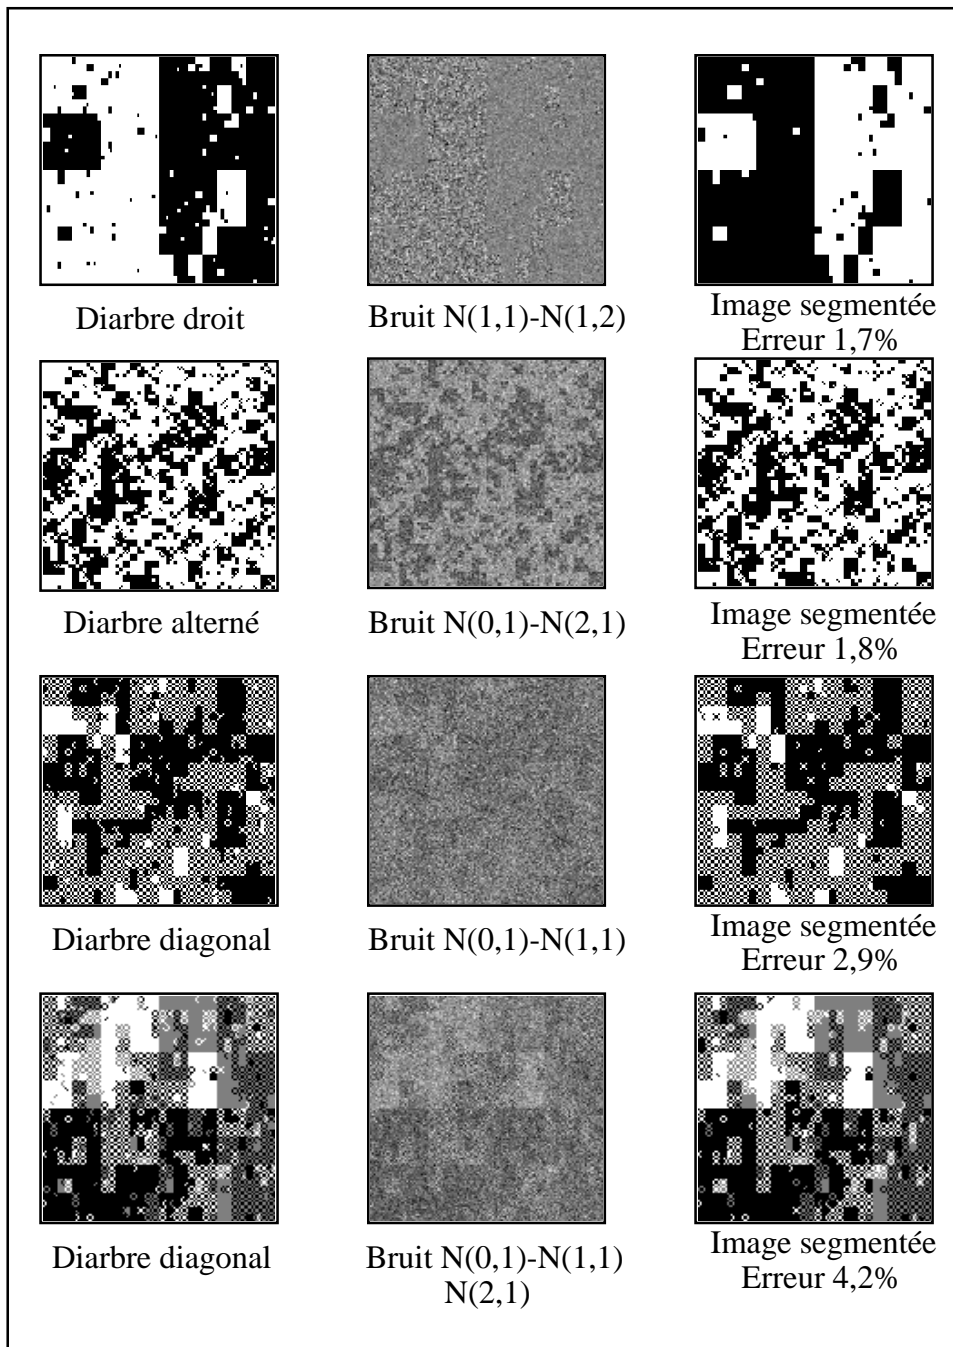 Diarbre droit
Bruit N(1,1)-N(1,2)
Image segmentée
Erreur 1,7%
Diarbre alterné
Bruit N(0,1)-N(2,1)
Image segmentée
Erreur 1,8%
Diarbre diagonal
Bruit N(0,1)-N(1,1)
Image segmentée
Erreur 2,9%
Diarbre diagonal
Bruit N(0,1)-N(1,1)
N(2,1)
Image segmentée
Erreur 4,2%